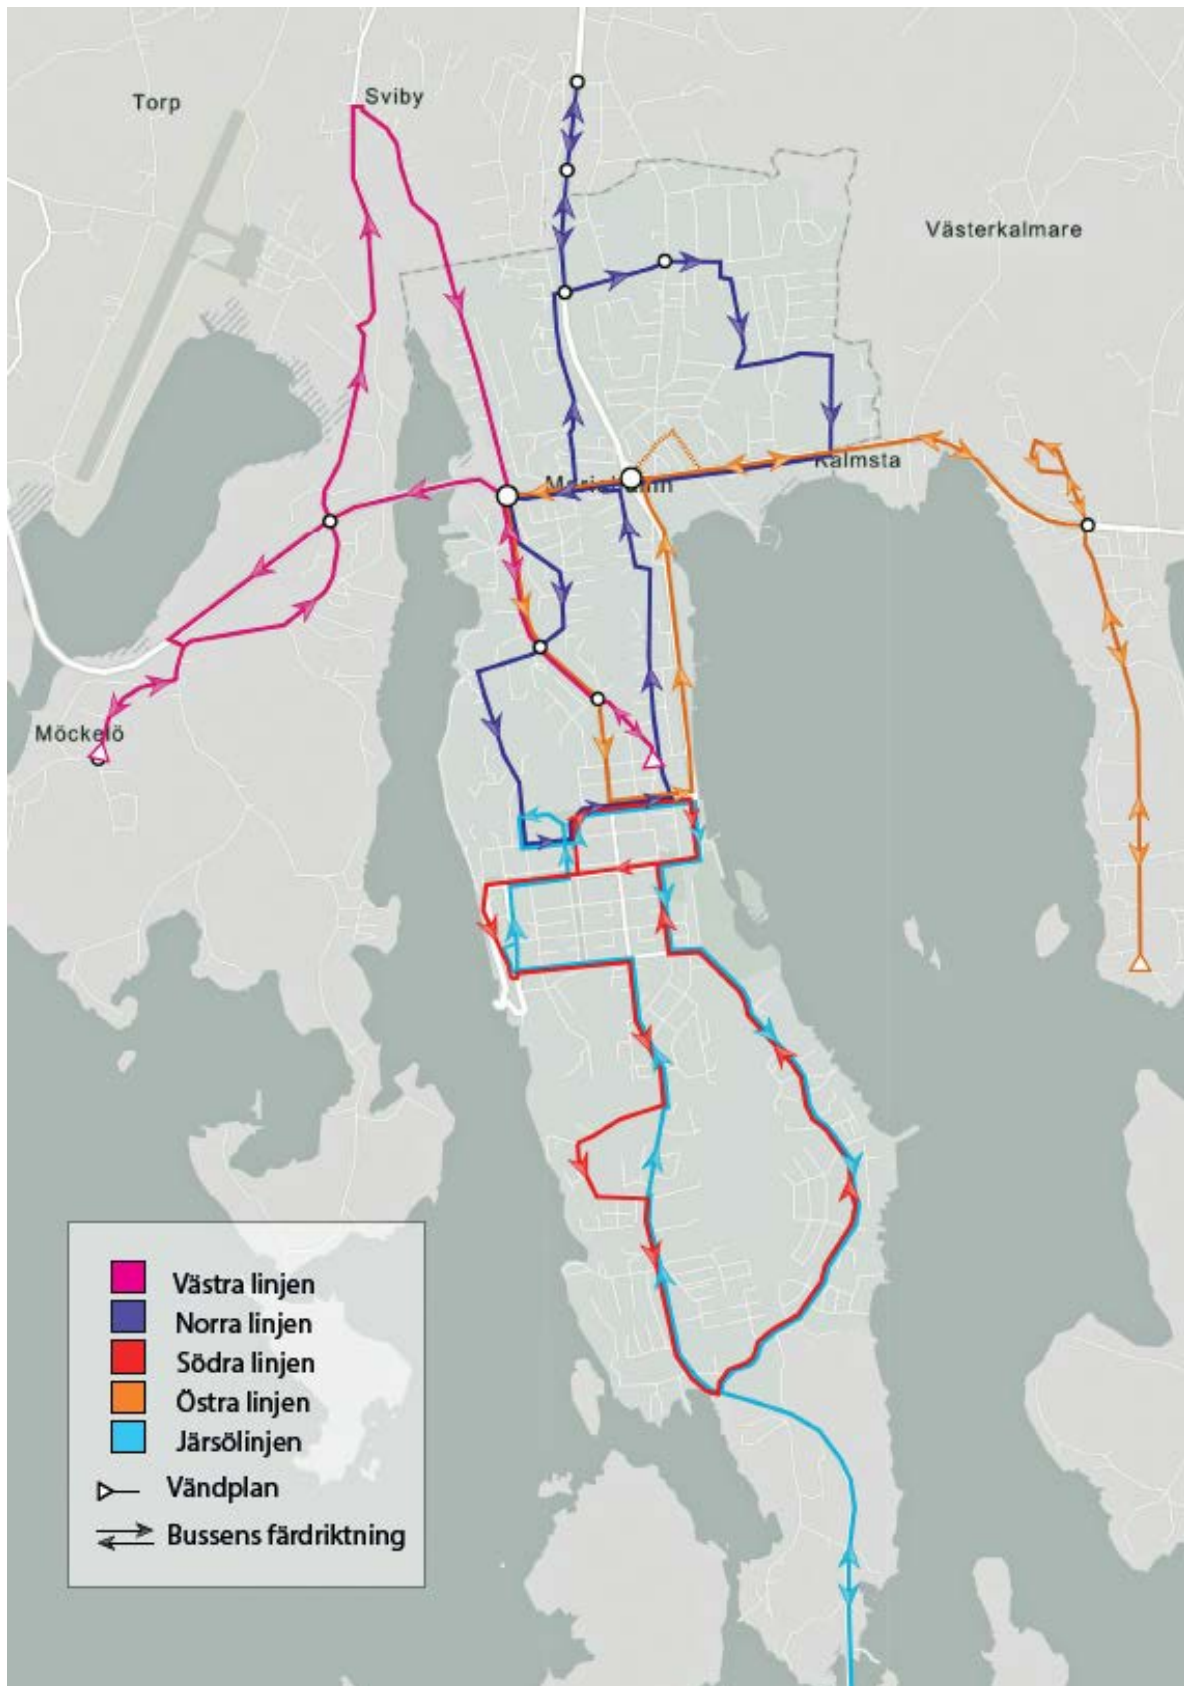 Sviby
Torp
Västerkalmare
Kalmsta
Möckelö
Västra linjen
Norra linjen
Södra linjen
Östra linjen
Järsölinjen
Vändplan
Bussens färdriktning